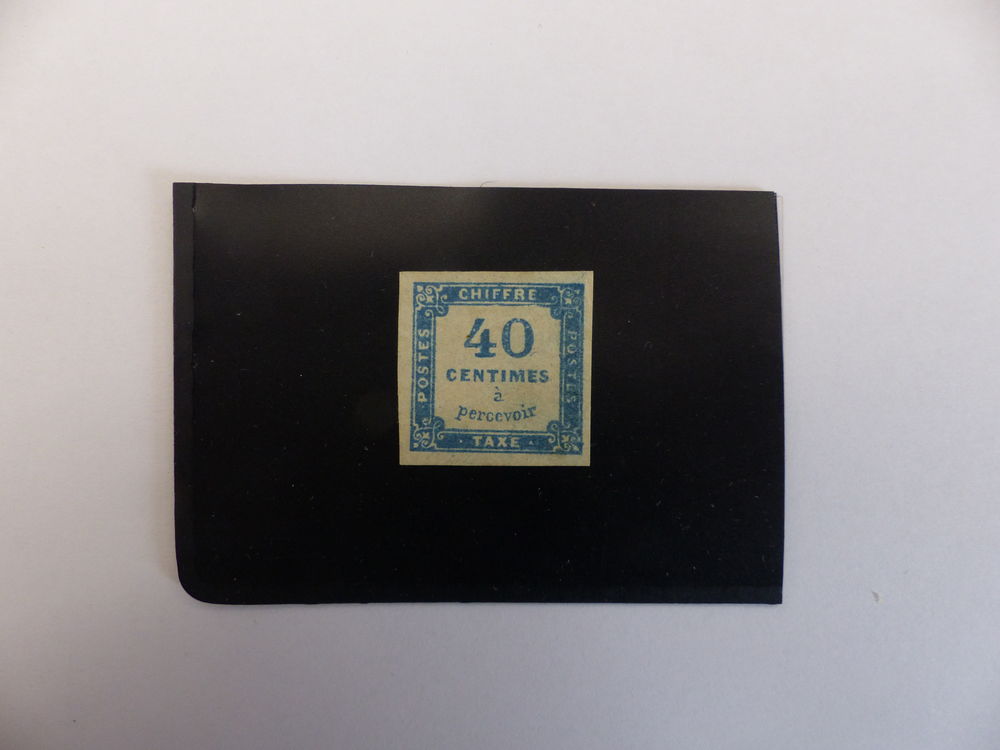 CHIFFRE
POSTES
40
CENTIMES
à
percevoir
POSTES
TAXE